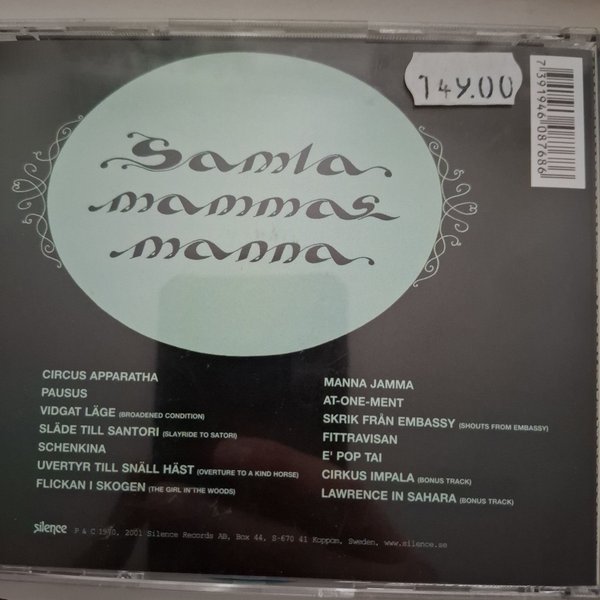 149.00
7391946087686
Samla
mammas
manna
CIRCUS APPARATHA
PAUSUS
VIDGAT LÄGE (BROADENED CONDITION)
SLÄDE TILL SANTORI (SLAYRIDE TO SATORI)
SCHENKINA
UVERTYR TILL SNÄLL HÄST (OVERTURE TO A KIND HORSE)
FLICKAN I SKOGEN (THE GIRL IN THE WOODS)
MANNA JAMMA
AT-ONE-MENT
SKRIK FRÅN EMBASSY (SHOUTS FROM EMBASSY)
FITTRAVISAN
E' POP TAI
CIRKUS IMPALA (BONUS TRACK)
LAWRENCE IN SAHARA (BONUS TRACK)
silence P & C 1980, 2001 Silence Records AB, Box 44, S-670 41 Koppom, Sweden, www.silence.se